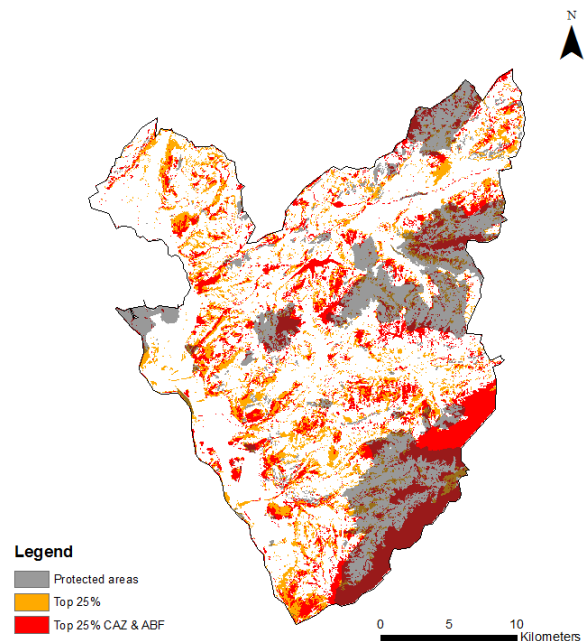 N
Legend
Protected areas
Top 25%
Top 25% CAZ & ABF
0 5 10
Kilometers